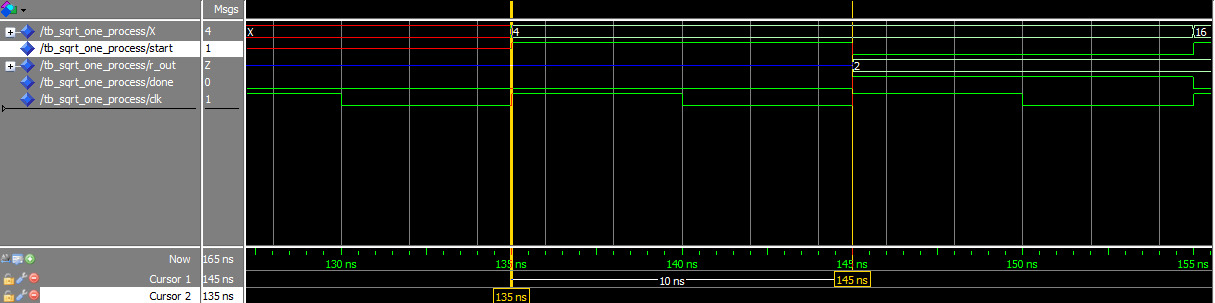 Msgs
/tb_sqrt_one_process/X 4 X 4 16
/tb_sqrt_one_process/start 1
/tb_sqrt_one_process/r_out Z 2
/tb_sqrt_one_process/done 0
/tb_sqrt_one_process/clk 1
Now 165 ns 130 ns 135 ns 140 ns 145 ns 150 ns 155 ns
Cursor 1 145 ns 10 ns 145 ns
Cursor 2 135 ns 135 ns